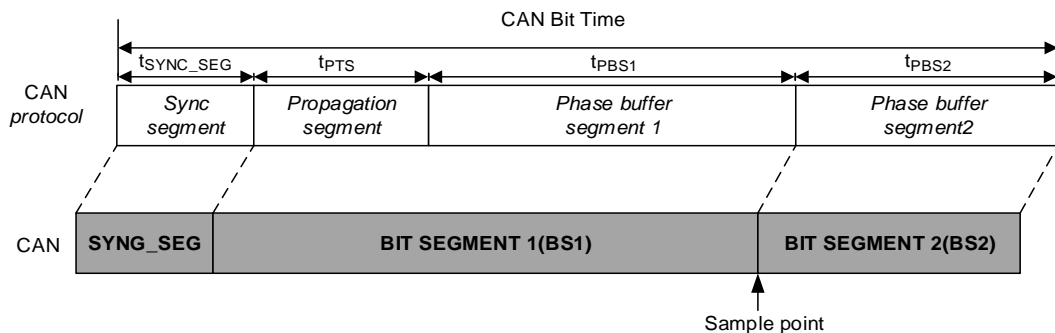 CAN Bit Time
tSYNC_SEG tPTS tPBS1 tPBS2
CAN
protocol
Sync
segment
Propagation
segment
Phase buffer
segment 1
Phase buffer
segment2
CAN
SYNG_SEG
BIT SEGMENT 1(BS1)
BIT SEGMENT 2(BS2)
Sample point